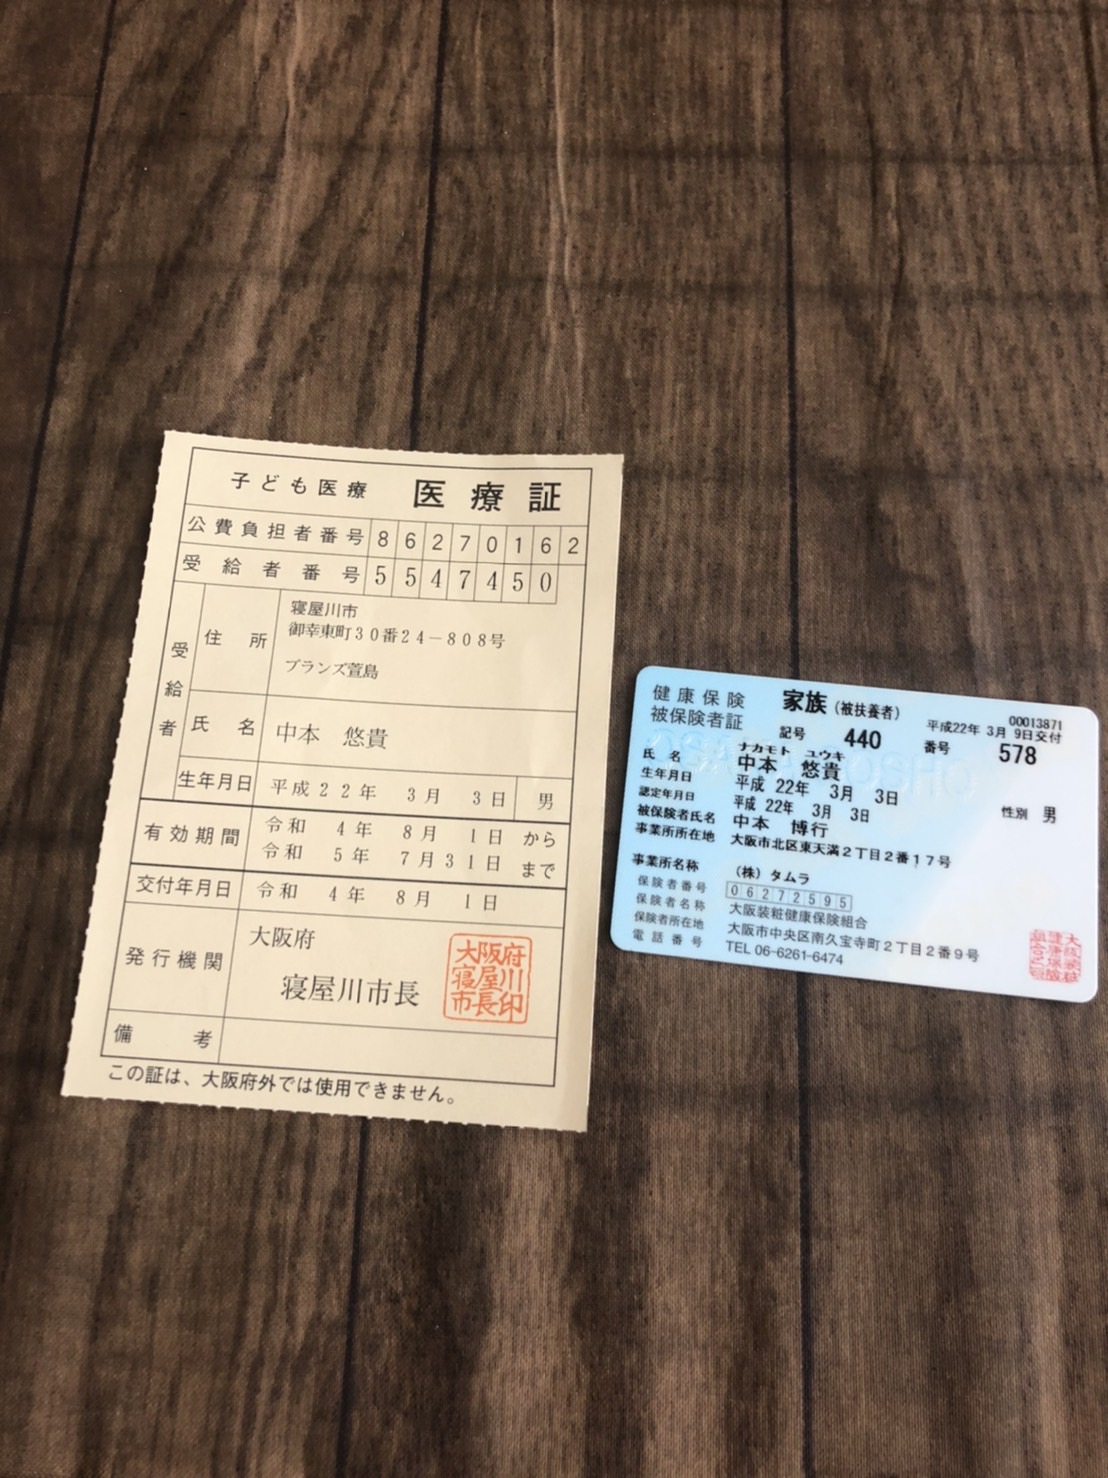 子ども医療 医療証
公費負担者番号 86270162
受給者番号 5547450
受給者
住所
寝屋川市
御幸東町30番24-808号
ブランズ萱島
氏名 中本 悠貴
生年月日 平成22年 3月 3日 男
有効期間
令和 4年 8月 1日 から
令和 5年 7月31日 まで
交付年月日 令和 4年 8月 1日
発行機関
大阪府
寝屋川市長
大阪府
寝屋川
市長印
備考
この証は、大阪府外では使用できません。
健康保険 家族(被扶養者) 00013871
被保険者証 平成22年 3月 9日交付
記号 440 番号 578
ナカモト ユウキ
氏名 中本 悠貴
生年月日 平成 22年 3月 3日 性別 男
認定年月日 平成 22年 3月 3日
被保険者氏名 中本 博行
事業所所在地 大阪市北区東天満2丁目2番17号
事業所名称 (株)タムラ
保険者番号 06272595
保険者名称 大阪装粧健康保険組合
保険者所在地 大阪市中央区南久宝寺町2丁目2番9号
電話番号 TEL 06-6261-6474